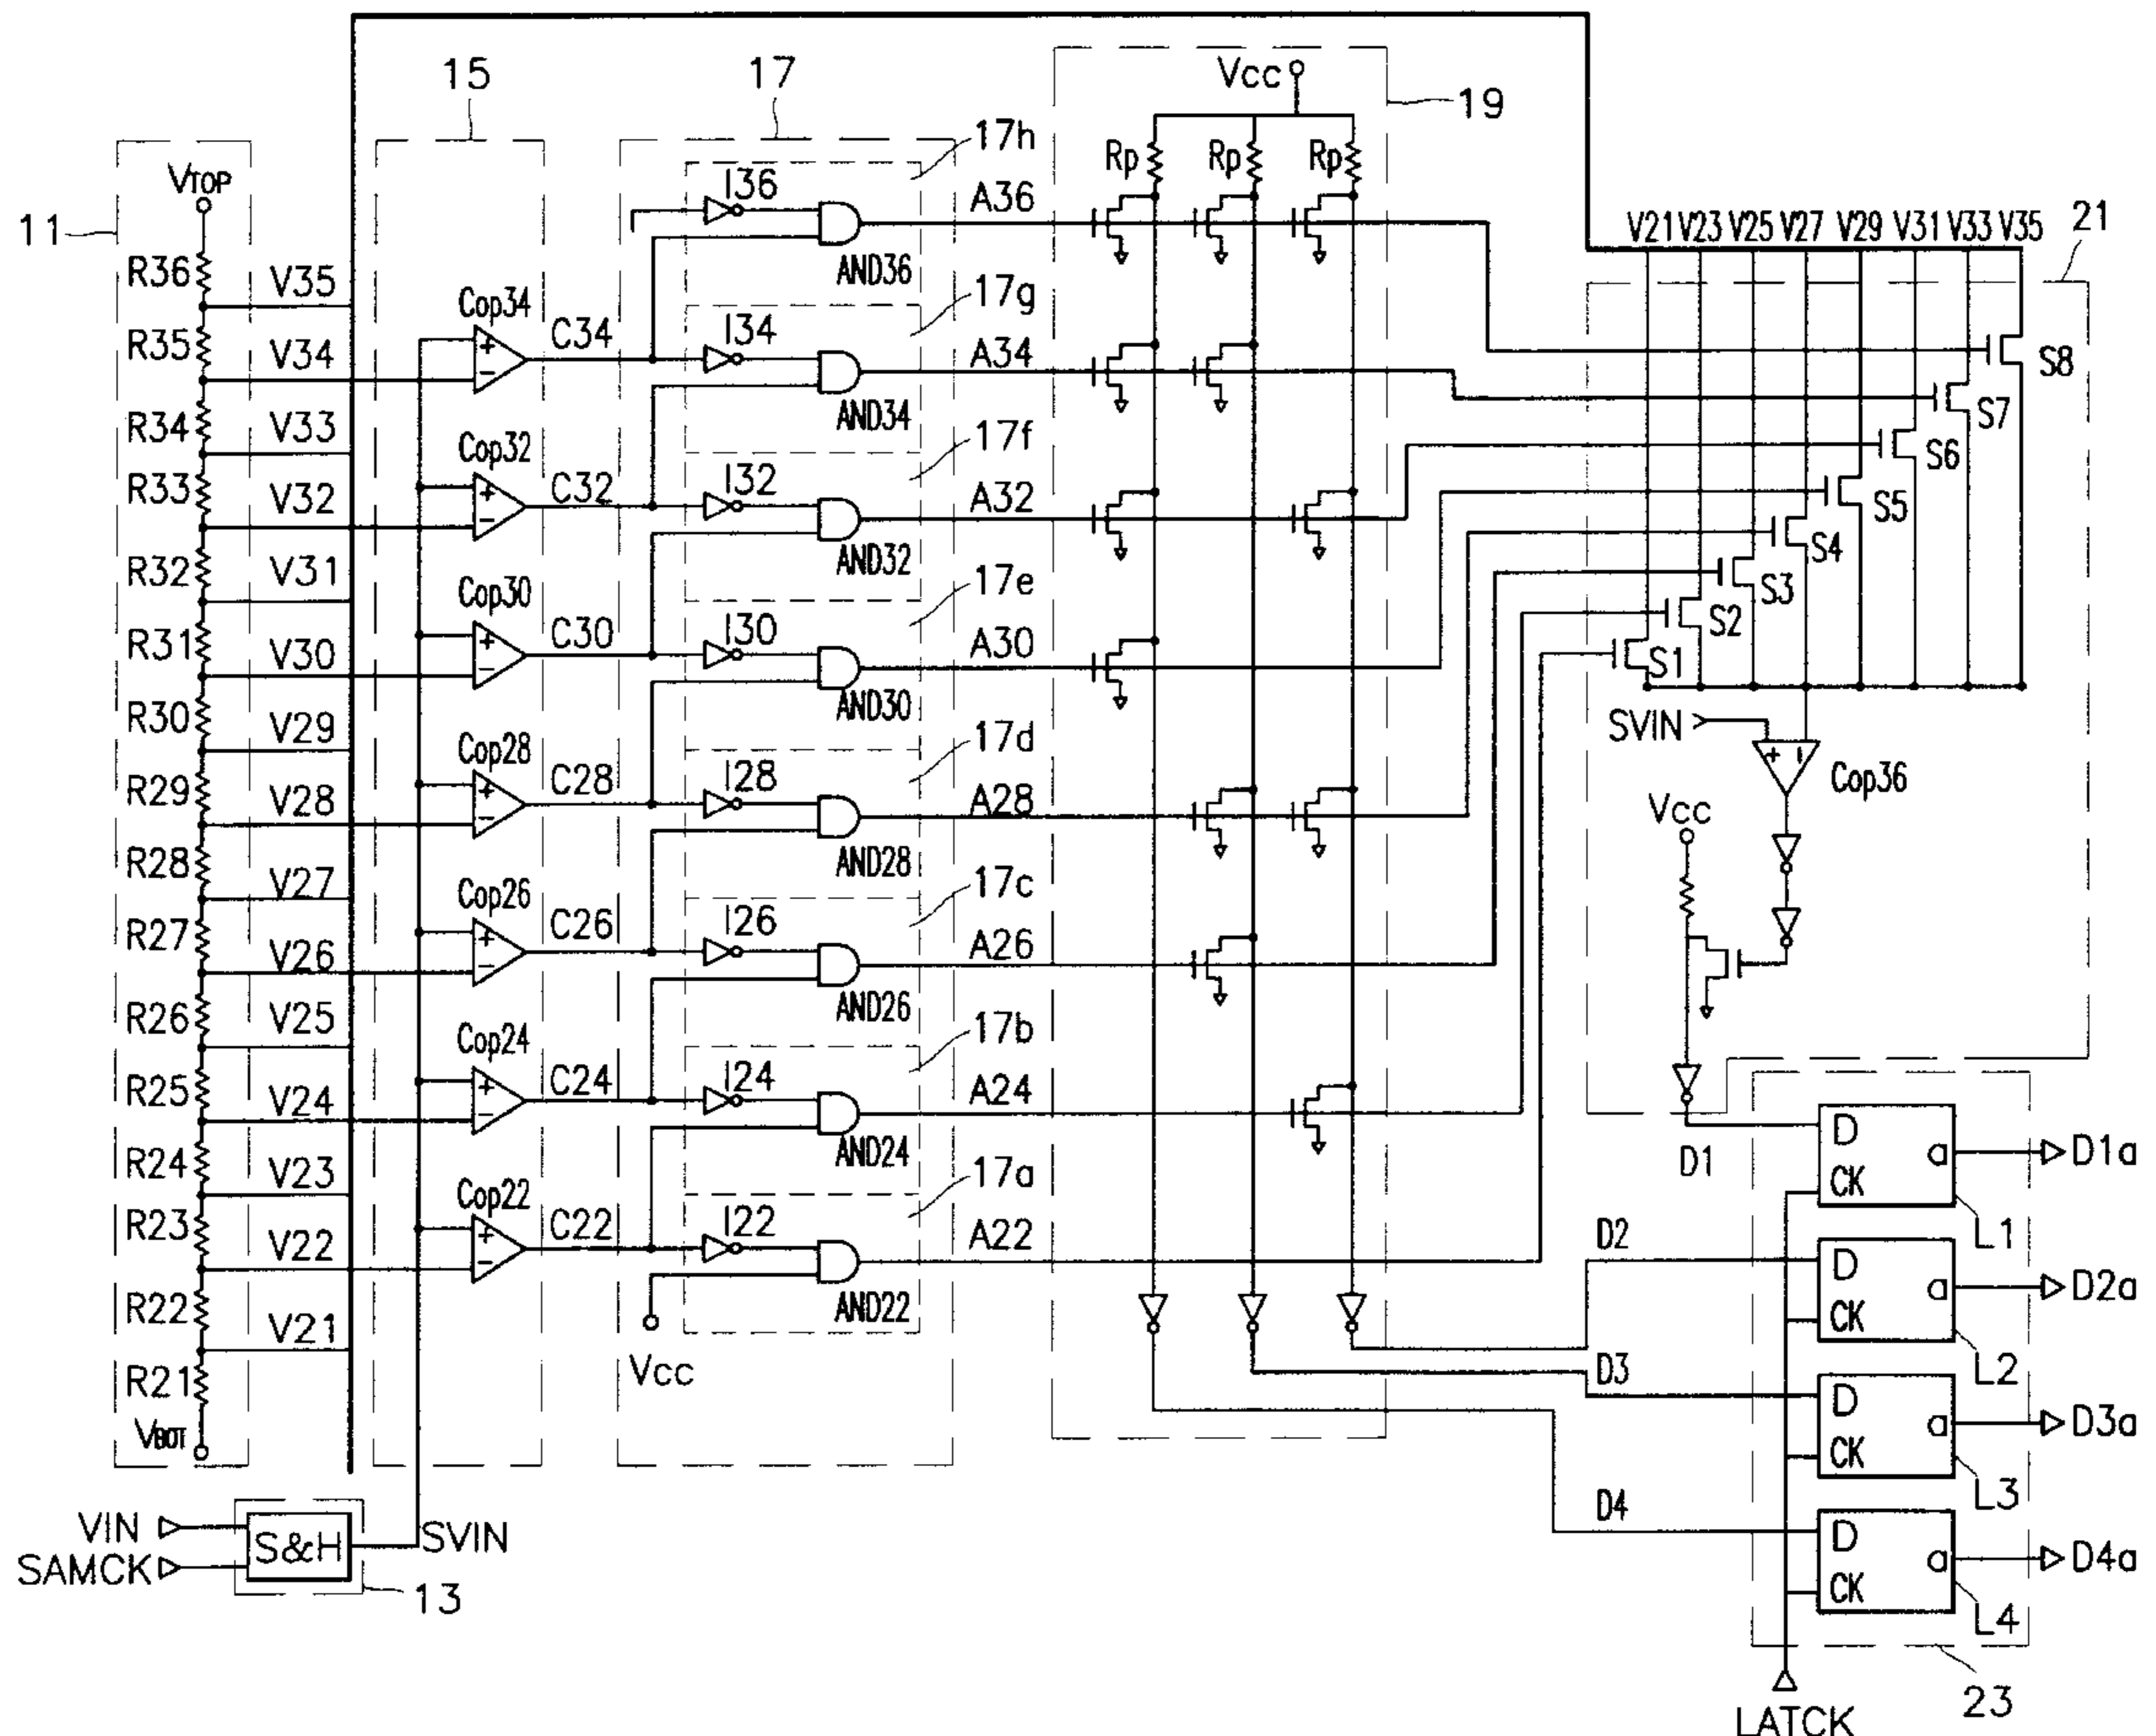 11
VTOP
R36
R35
R34
R33
R32
R31
R30
R29
R28
R27
R26
R25
R24
R23
R22
R21
VBOT
V35
V34
V33
V32
V31
V30
V29
V28
V27
V26
V25
V24
V23
V22
V21
VIN
SAMCK
S&H
SVIN
13
15
Cop34
+
−
C34
Cop32
+
−
C32
Cop30
+
−
C30
Cop28
+
−
C28
Cop26
+
−
C26
Cop24
+
−
C24
Cop22
+
−
C22
17
17h
I36
AND36
A36
17g
I34
AND34
A34
17f
I32
AND32
A32
17e
I30
AND30
A30
17d
I28
AND28
A28
17c
I26
AND26
A26
17b
I24
AND24
A24
17a
I22
AND22
A22
Vcc
19
Vcc
Rp Rp Rp
V21 V23 V25 V27 V29 V31 V33 V35
21
S8
S7
S6
S5
S4
S3
S2
S1
SVIN
+ −
Cop36
Vcc
D1
D2
D3
D4
D
CK
a
L1
D1a
D
CK
a
L2
D2a
D
CK
a
L3
D3a
D
CK
a
L4
D4a
23
LATCK